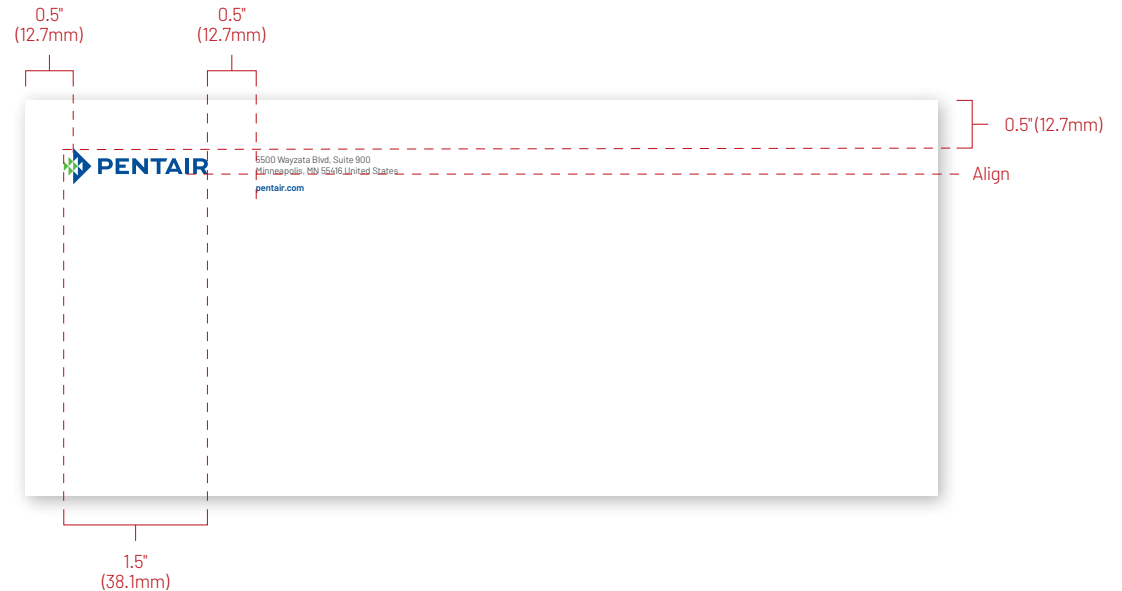 0.5"
(12.7mm)
0.5"
(12.7mm)
0.5" (12.7mm)
PENTAIR
5500 Wayzata Blvd, Suite 900
Minneapolis, MN 55416 United States
pentair.com
Align
1.5"
(38.1mm)